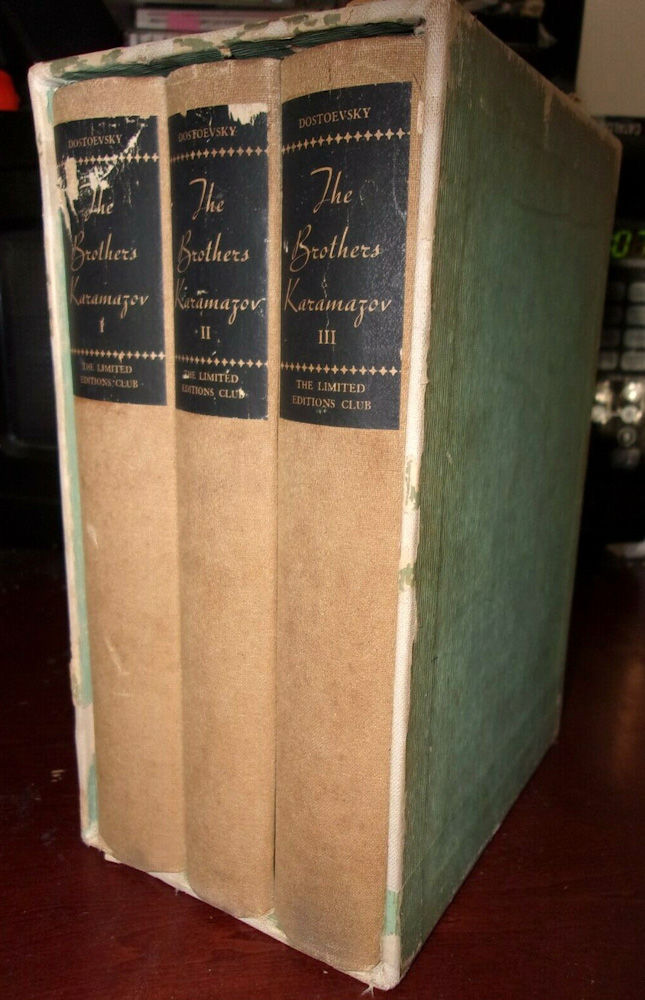 DOSTOEVSKY
The
Brothers
Karamazov
I
THE LIMITED
EDITIONS CLUB
DOSTOEVSKY
The
Brothers
Karamazov
II
THE LIMITED
EDITIONS CLUB
DOSTOEVSKY
The
Brothers
Karamazov
III
THE LIMITED
EDITIONS CLUB